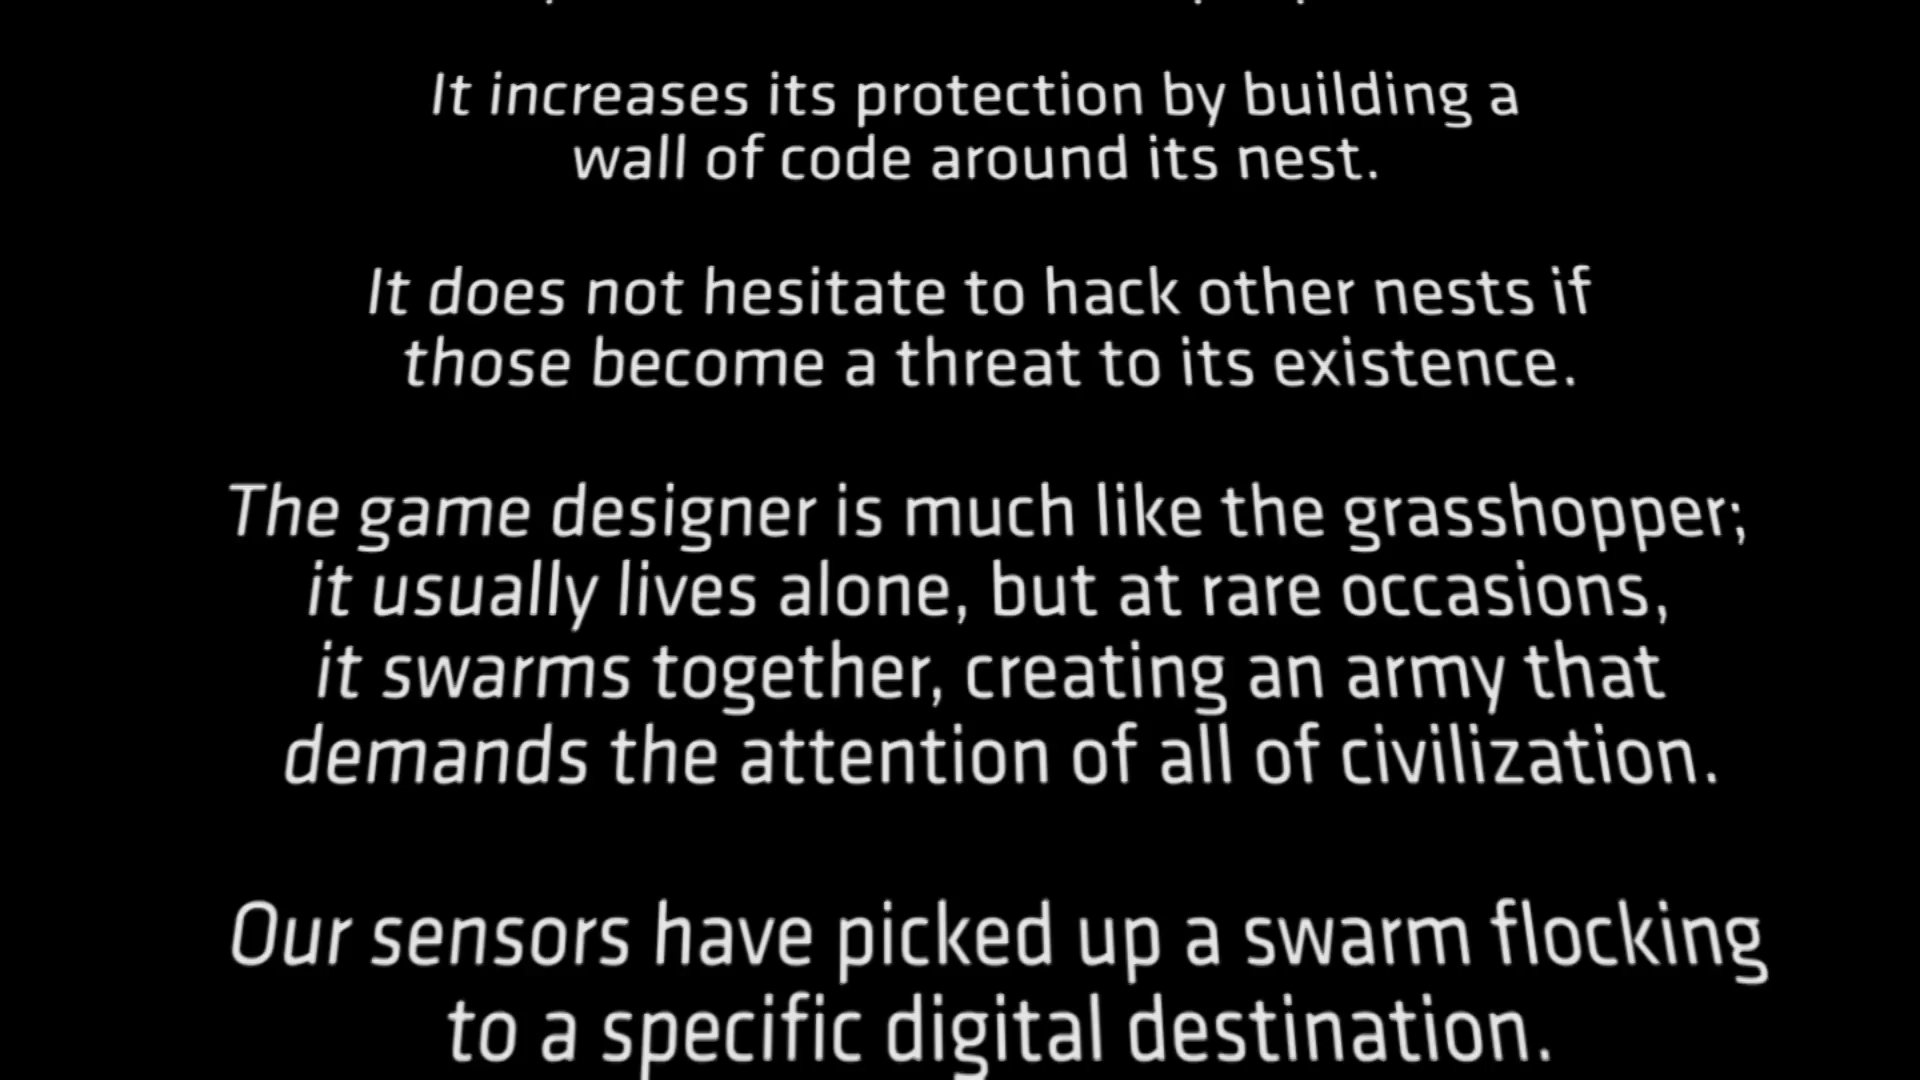 It increases its protection by building a
wall of code around its nest.
It does not hesitate to hack other nests if
those become a threat to its existence.
The game designer is much like the grasshopper;
it usually lives alone, but at rare occasions,
it swarms together, creating an army that
demands the attention of all of civilization.
Our sensors have picked up a swarm flocking
to a specific digital destination.